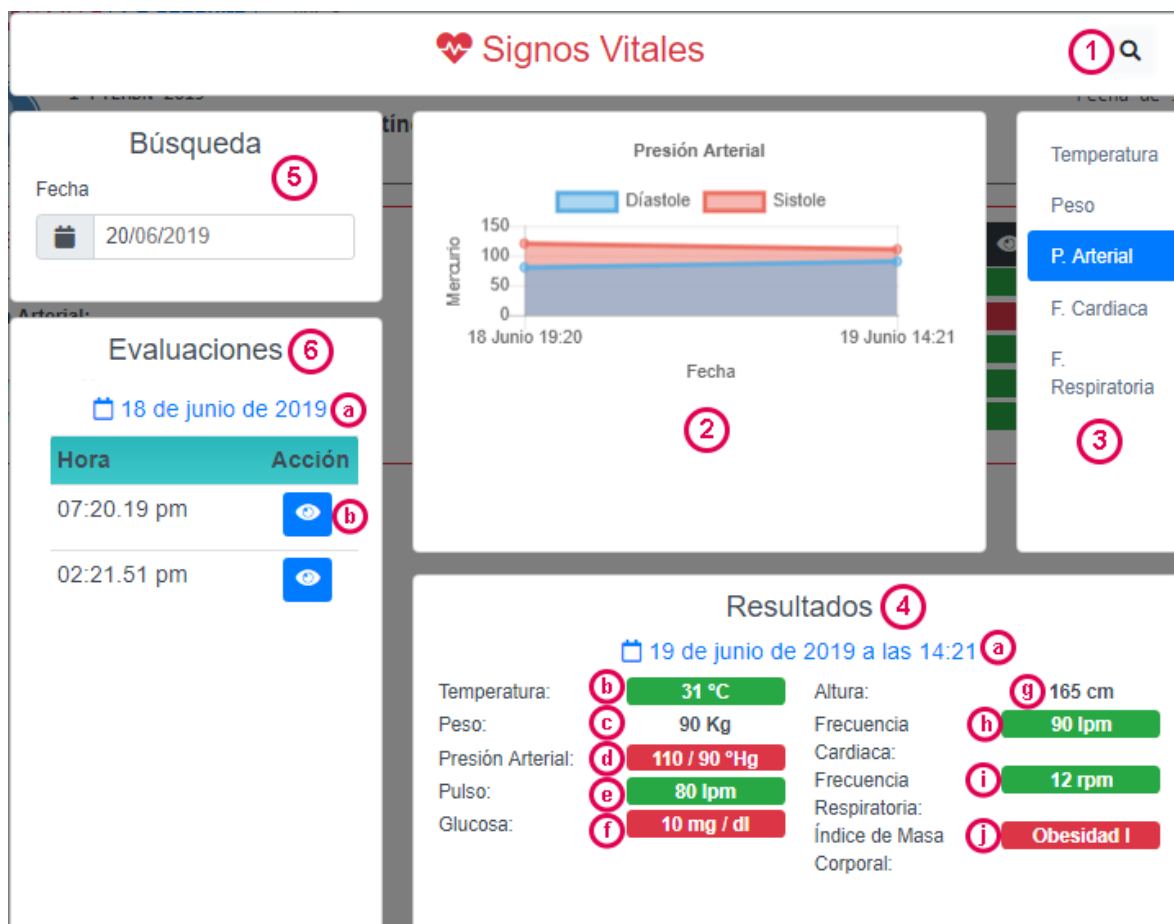 Signos Vitales
1
Búsqueda
5
Fecha
20/06/2019
Arterial:
Evaluaciones 6
18 de junio de 2019 a
Hora Acción
07:20.19 pm b
02:21.51 pm
Presión Arterial
Díastole Sistole
Mercurio
150
100
50
0
18 Junio 19:20 19 Junio 14:21
Fecha
2
Temperatura
Peso
P. Arterial
F. Cardiaca
F.
Respiratoria
3
Resultados 4
19 de junio de 2019 a las 14:21 a
Temperatura: b 31 °C
Peso: c 90 Kg
Presión Arterial: d 110 / 90 °Hg
Pulso: e 80 lpm
Glucosa: f 10 mg / dl
Altura: g 165 cm
Frecuencia h 90 lpm
Cardiaca:
Frecuencia i 12 rpm
Respiratoria:
Índice de Masa j Obesidad I
Corporal: